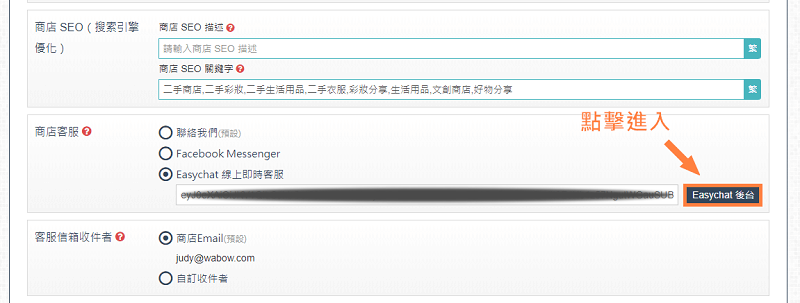 商店 SEO ( 搜索引擎
優化 )
商店 SEO 描述 ?
請輸入商店 SEO 描述
繁
商店 SEO 關鍵字 ?
二手商店,二手彩妝,二手生活用品,二手衣服,彩妝分享,生活用品,文創商店,好物分享
繁
點擊進入
商店客服 ?
聯絡我們(預設)
Facebook Messenger
Easychat 線上即時客服
Easychat 後台
客服信箱收件者 ?
商店Email(預設)
judy@wabow.com
自訂收件者